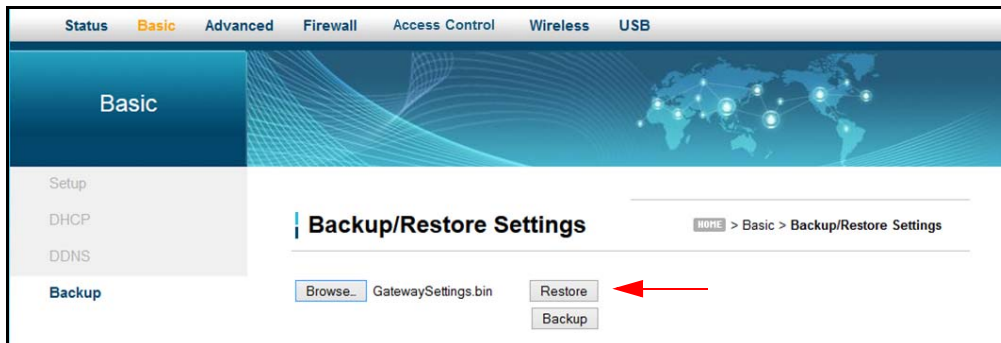 Status Basic Advanced Firewall Access Control Wireless USB
Basic
Setup
DHCP
DDNS
Backup
Backup/Restore Settings
HOME > Basic > Backup/Restore Settings
Browse_ GatewaySettings.bin Restore
Backup